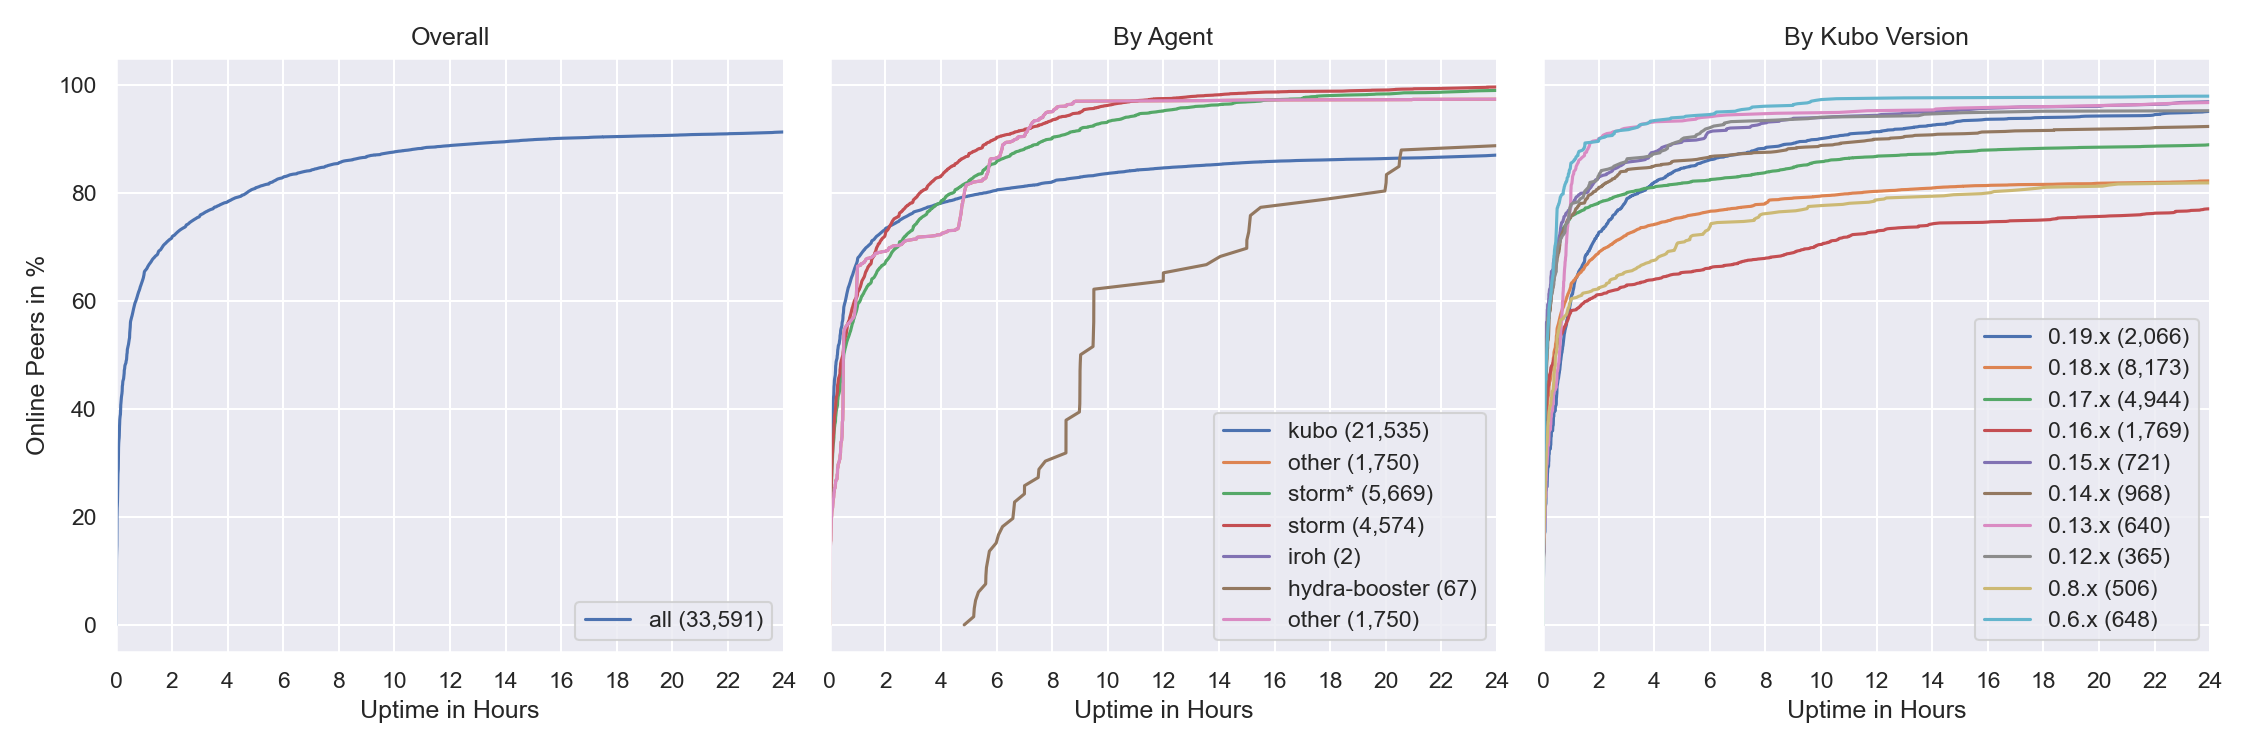 Overall
By Agent
By Kubo Version
Online Peers in %
100
80
60
40
20
0
all (33,591)
kubo (21,535)
other (1,750)
storm* (5,669)
storm (4,574)
iroh (2)
hydra-booster (67)
other (1,750)
0.19.x (2,066)
0.18.x (8,173)
0.17.x (4,944)
0.16.x (1,769)
0.15.x (721)
0.14.x (968)
0.13.x (640)
0.12.x (365)
0.8.x (506)
0.6.x (648)
0 2 4 6 8 10 12 14 16 18 20 22 24
0 2 4 6 8 10 12 14 16 18 20 22 24
0 2 4 6 8 10 12 14 16 18 20 22 24
Uptime in Hours
Uptime in Hours
Uptime in Hours